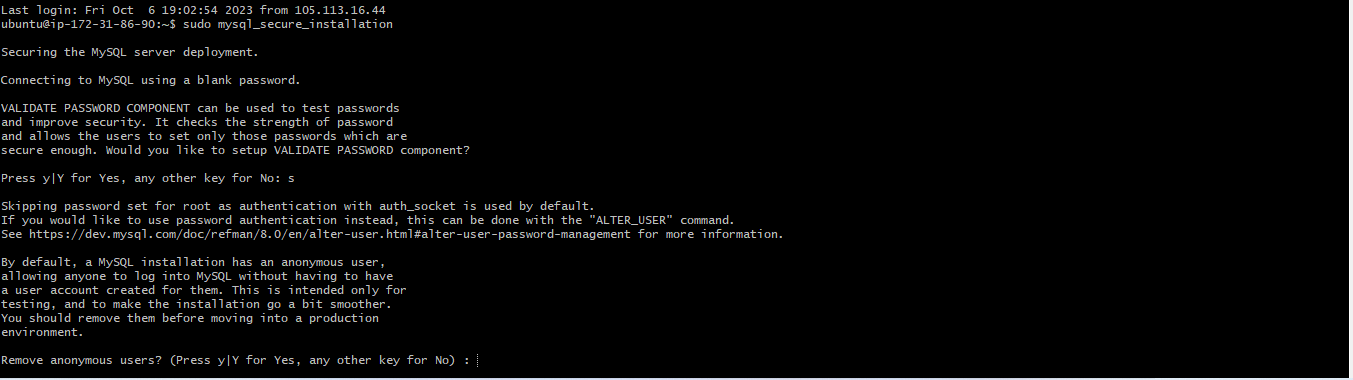 Last login: Fri Oct  6 19:02:54 2023 from 105.113.16.44
ubuntu@ip-172-31-86-90:~$ sudo mysql_secure_installation
Securing the MySQL server deployment.
Connecting to MySQL using a blank password.
VALIDATE PASSWORD COMPONENT can be used to test passwords
and improve security. It checks the strength of password
and allows the users to set only those passwords which are
secure enough. Would you like to setup VALIDATE PASSWORD component?
Press y|Y for Yes, any other key for No: s
Skipping password set for root as authentication with auth_socket is used by default.
If you would like to use password authentication instead, this can be done with the "ALTER_USER" command.
See https://dev.mysql.com/doc/refman/8.0/en/alter-user.html#alter-user-password-management for more information.
By default, a MySQL installation has an anonymous user,
allowing anyone to log into MySQL without having to have
a user account created for them. This is intended only for
testing, and to make the installation go a bit smoother.
You should remove them before moving into a production
environment.
Remove anonymous users? (Press y|Y for Yes, any other key for No) :